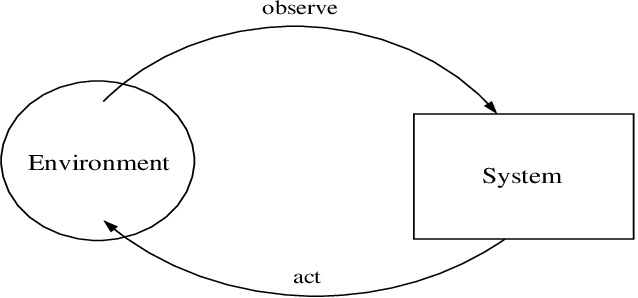 observe
Environment
System
act